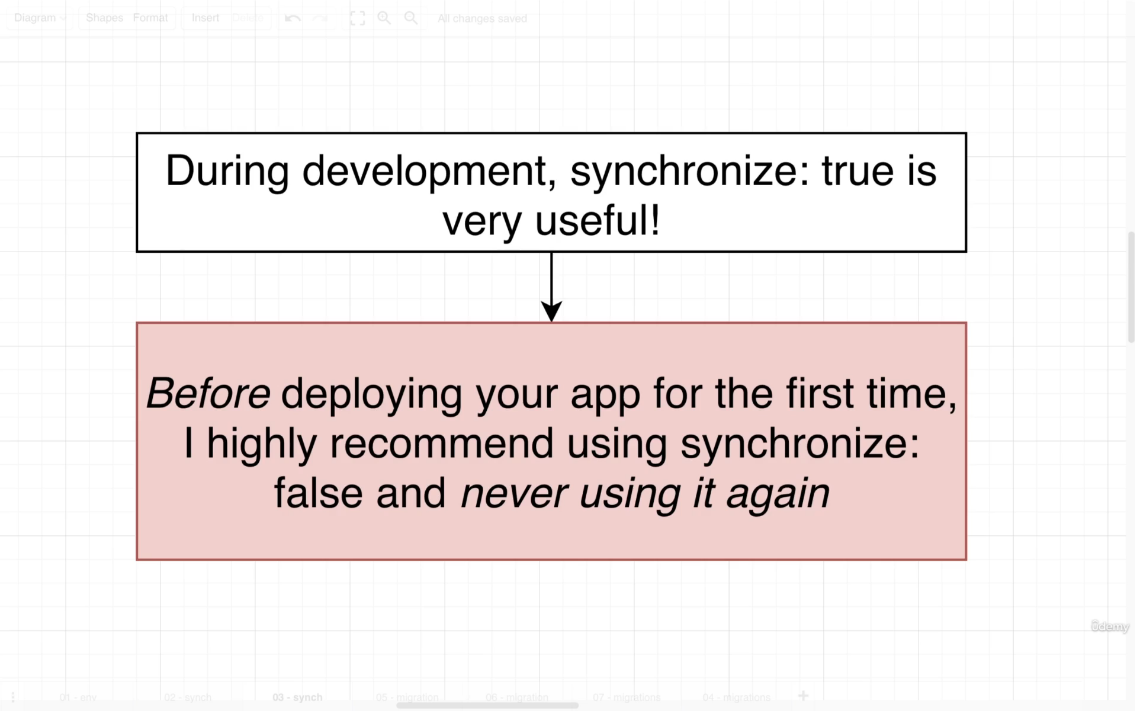 Diagram Shapes Format Insert Delete All changes saved
During development, synchronize: true is
very useful!
Before deploying your app for the first time,
I highly recommend using synchronize:
false and never using it again
ûdemy
01 - env 02 - synch 03 - synch 05 - migration 06 - migration 07 - migrations 04 - migrations